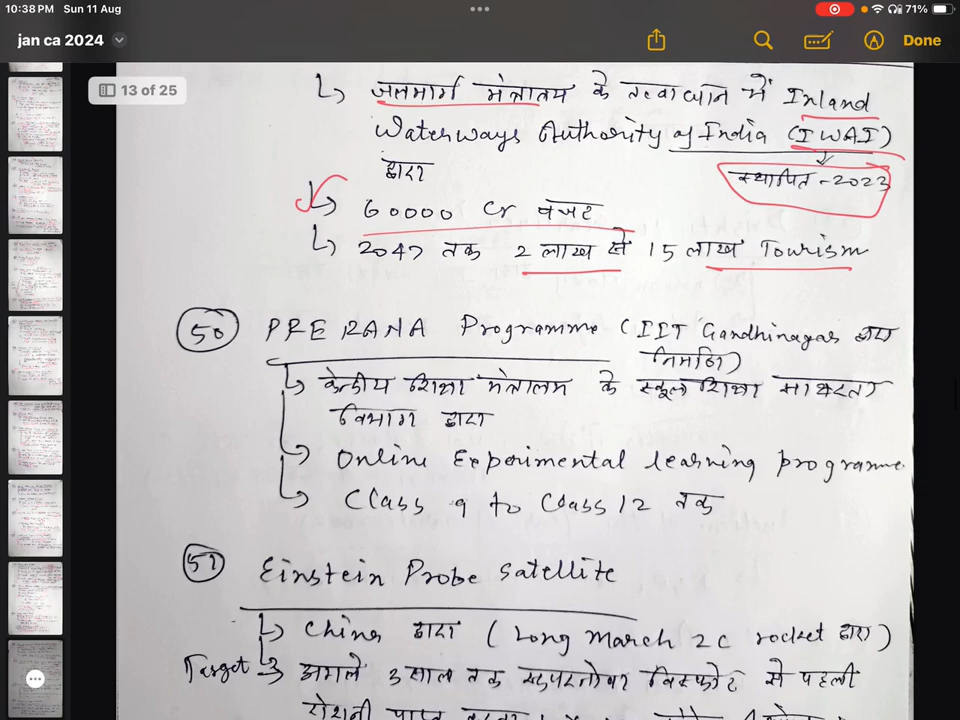 10:38 PM Sun 11 Aug
71%
jan ca 2024
Done
13 of 25
जलमार्ग मंत्रालय के तत्वाधान में Inland
Waterways Authority of India (IWAI)
द्वारा
स्थापित - 2023
60000 Cr बजट
2047 तक 2 लाख से 15 लाख Tourism
50 PRERANA Programme (IIT Gandhinagar द्वारा
निर्मित)
केन्द्रीय शिक्षा मंत्रालय के स्कूल शिक्षा साक्षरता
विभाग द्वारा
Online Experimental learning programme
Class 9 to Class 12 तक
51 Einstein Probe Satellite
China द्वारा (Long March 2C rocket द्वारा)
Target अगले 3 साल तक सुपरनोवा विस्फोट से पहली
रोशनी प्राप्त करना